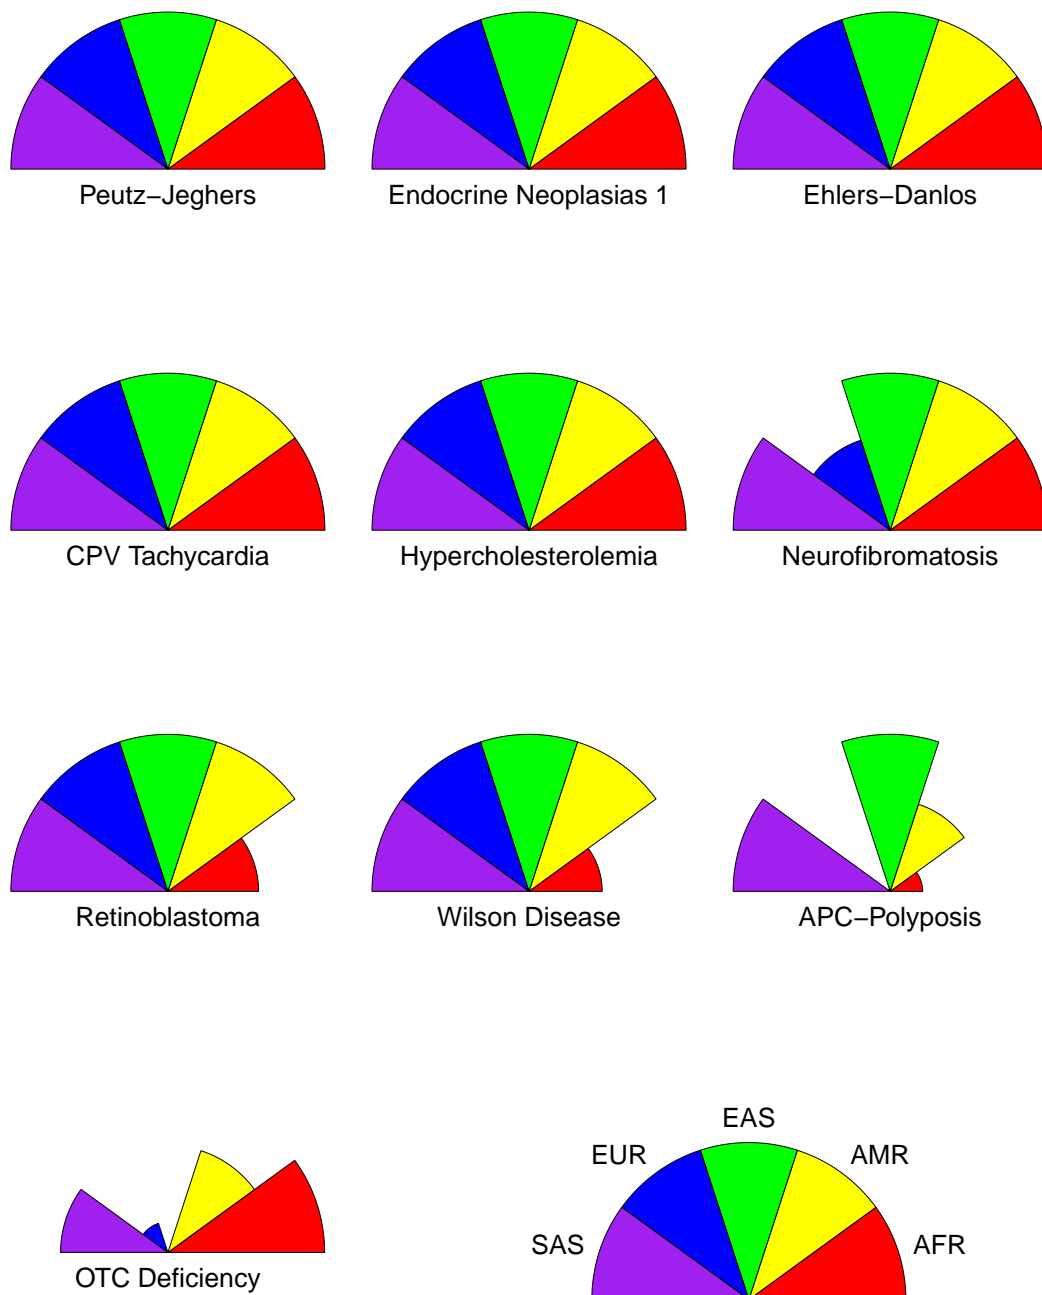 Peutz−Jeghers
Endocrine Neoplasias 1
Ehlers−Danlos
CPV Tachycardia
Hypercholesterolemia
Neurofibromatosis
Retinoblastoma
Wilson Disease
APC−Polyposis
EAS
EUR
AMR
SAS
AFR
OTC Deficiency